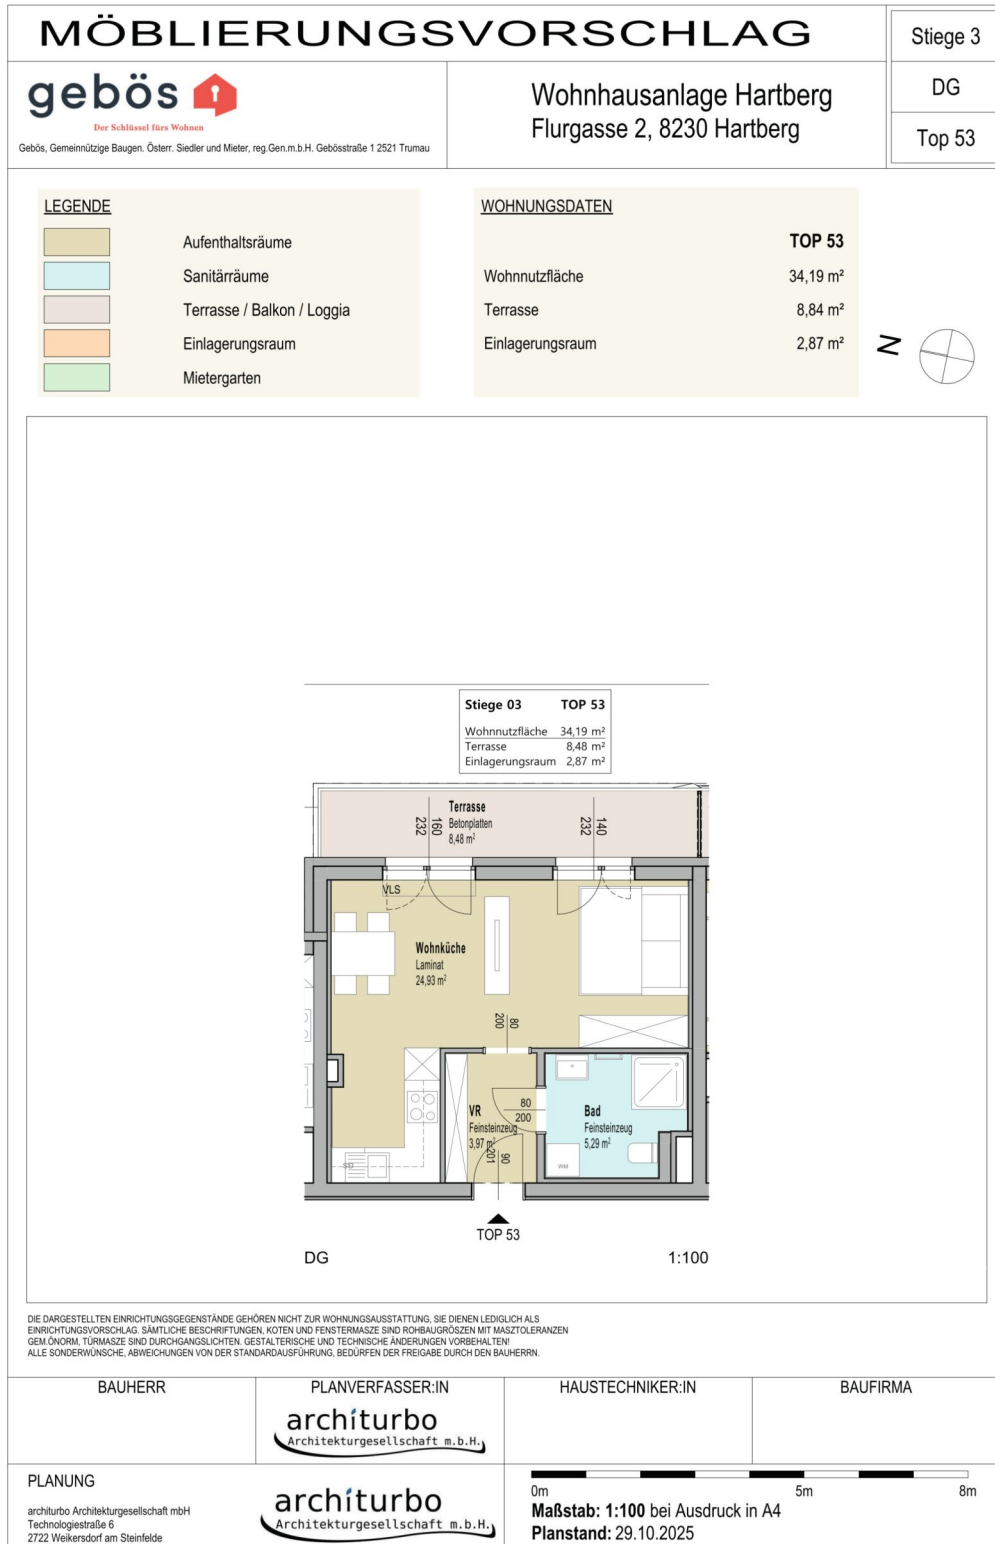 MÖBLIERUNGSVORSCHLAG
Stiege 3
DG
Top 53
gebös
Der Schlüssel fürs Wohnen
Gebös, Gemeinnützige Baugen. Österr. Siedler und Mieter, reg.Gen.m.b.H. Gebösstraße 1 2521 Trumau
Wohnhausanlage Hartberg
Flurgasse 2, 8230 Hartberg
LEGENDE
Aufenthaltsräume
Sanitärräume
Terrasse / Balkon / Loggia
Einlagerungsraum
Mietergarten
WOHNUNGSDATEN
TOP 53
Wohnnutzfläche 34,19 m²
Terrasse 8,84 m²
Einlagerungsraum 2,87 m²
N
Stiege 03 TOP 53
Wohnnutzfläche 34,19 m²
Terrasse 8,48 m²
Einlagerungsraum 2,87 m²
Terrasse
Betonplatten
8,48 m²
160
232
140
232
VLS
Wohnküche
Laminat
24,93 m²
80
200
VR
Feinsteinzeug
3,97 m²
80
200
90
201
Bad
Feinsteinzeug
5,29 m²
WM
SD
TOP 53
DG
1:100
DIE DARGESTELLTEN EINRICHTUNGSGEGENSTÄNDE GEHÖREN NICHT ZUR WOHNUNGSAUSSTATTUNG, SIE DIENEN LEDIGLICH ALS
EINRICHTUNGSVORSCHLAG. SÄMTLICHE BESCHRIFTUNGEN, KOTEN UND FENSTERMASZE SIND ROHBAUGRÖSZEN MIT MASZTOLERANZEN
GEM.ÖNORM, TÜRMASZE SIND DURCHGANGSLICHTEN. GESTALTERISCHE UND TECHNISCHE ÄNDERUNGEN VORBEHALTEN!
ALLE SONDERWÜNSCHE, ABWEICHUNGEN VON DER STANDARDAUSFÜHRUNG, BEDÜRFEN DER FREIGABE DURCH DEN BAUHERRN.
BAUHERR
PLANVERFASSER:IN
architurbo
Architekturgesellschaft m.b.H.
HAUSTECHNIKER:IN
BAUFIRMA
PLANUNG
architurbo Architekturgesellschaft mbH
Technologiestraße 6
2722 Weikersdorf am Steinfelde
architurbo
Architekturgesellschaft m.b.H.
0m 5m 8m
Maßstab: 1:100 bei Ausdruck in A4
Planstand: 29.10.2025